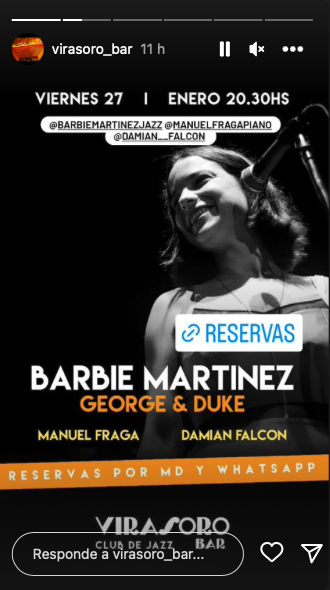 virasoro_bar 11 h
VIERNES 27 | ENERO 20.30HS
@BARBIEMARTINEZJAZZ @MANUELFRAGAPIANO
@DAMIAN__FALCON
RESERVAS
BARBIE MARTINEZ
GEORGE & DUKE
MANUEL FRAGA DAMIAN FALCON
RESERVAS POR MD Y WHATSAPP
VIRASORO
CLUB DE JAZZ BAR
Responde a virasoro_bar...